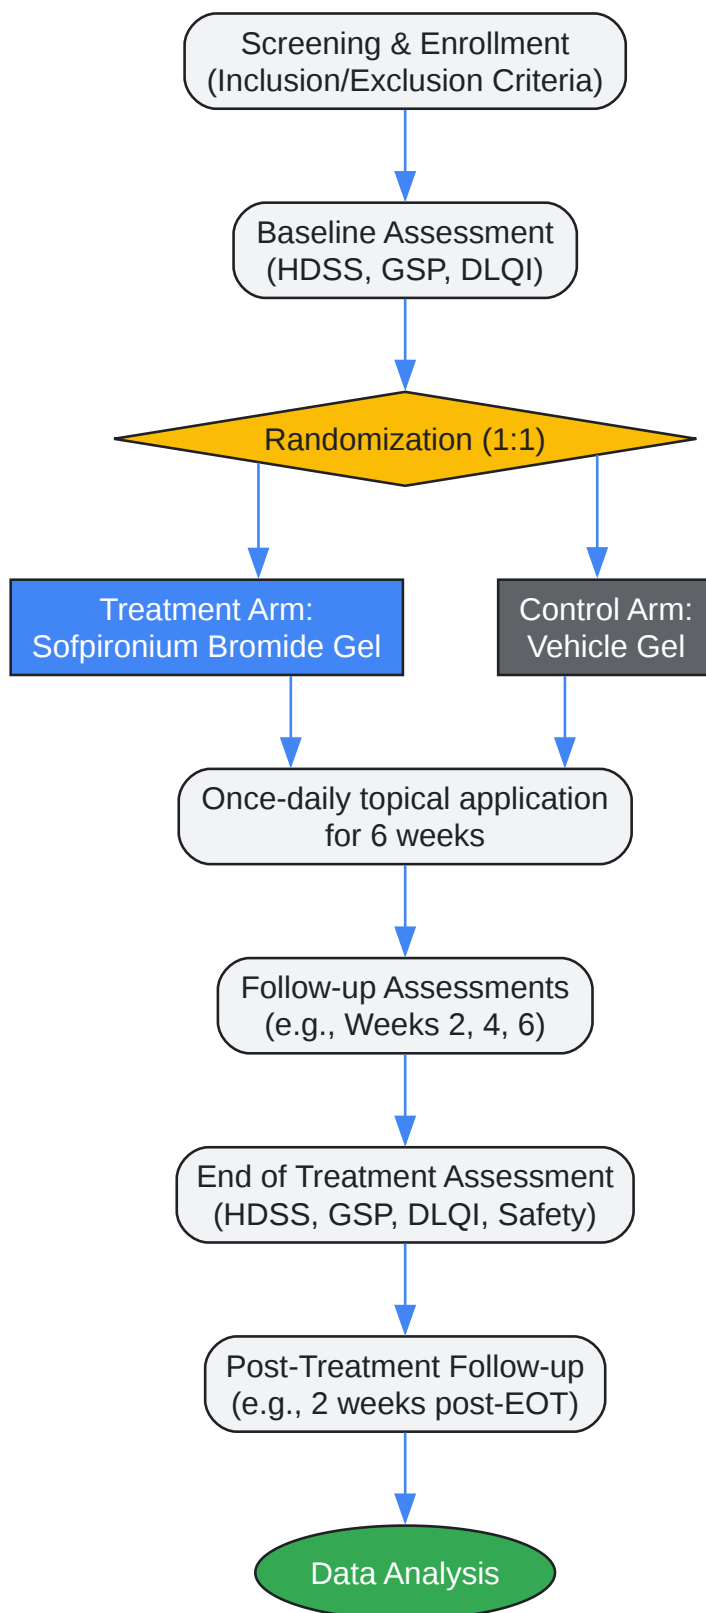 Screening & Enrollment
(Inclusion/Exclusion Criteria)
Baseline Assessment
(HDSS, GSP, DLQI)
Randomization (1:1)
Treatment Arm:
Sofpironium Bromide Gel
Control Arm:
Vehicle Gel
Once-daily topical application
for 6 weeks
Follow-up Assessments
(e.g., Weeks 2, 4, 6)
End of Treatment Assessment
(HDSS, GSP, DLQI, Safety)
Post-Treatment Follow-up
(e.g., 2 weeks post-EOT)
Data Analysis